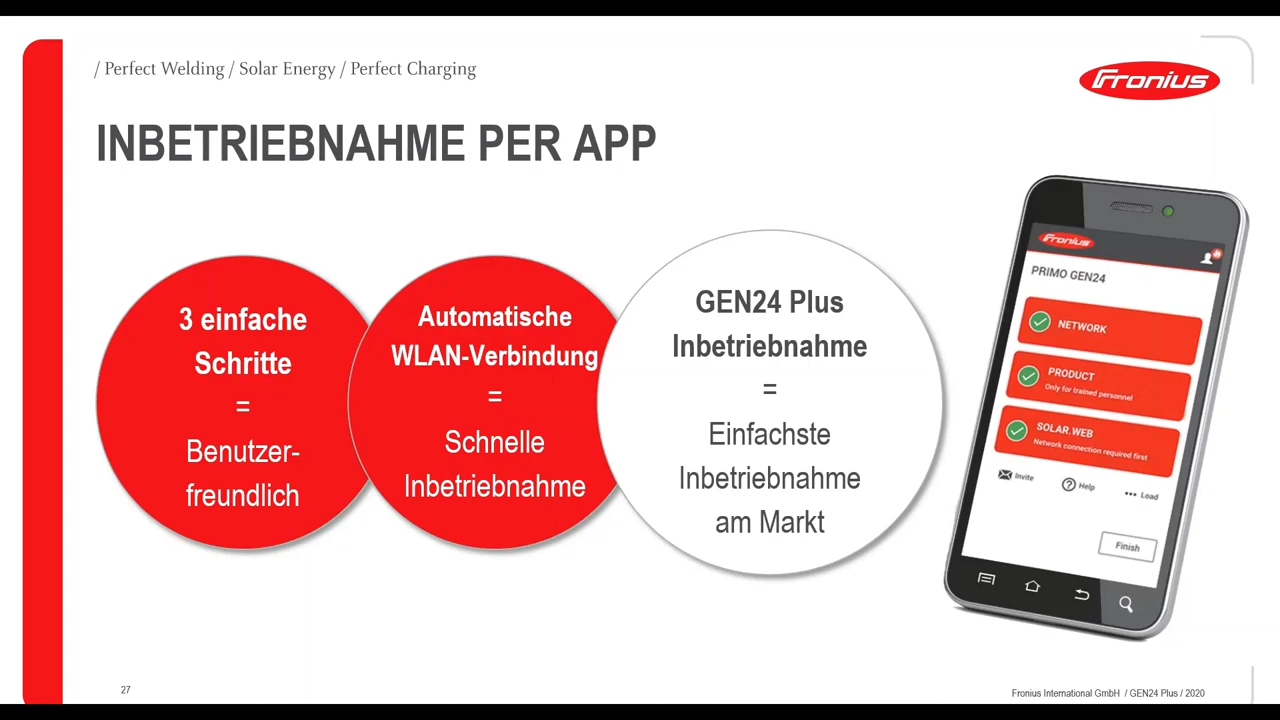 / Perfect Welding / Solar Energy / Perfect Charging
Fronius
INBETRIEBNAHME PER APP
3 einfache
Schritte
=
Benutzer-
freundlich
Automatische
WLAN-Verbindung
=
Schnelle
Inbetriebnahme
GEN24 Plus
Inbetriebnahme
=
Einfachste
Inbetriebnahme
am Markt
Fronius
PRIMO GEN24
NETWORK
PRODUCT
Only for trained personnel
SOLAR.WEB
Network connection required first
Invite
Help
Load
Finish
27
Fronius International GmbH / GEN24 Plus / 2020